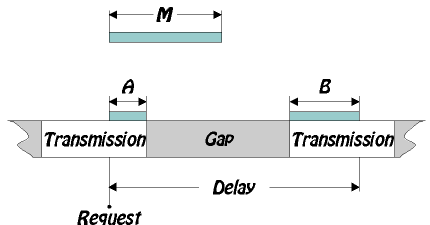 M
A
B
Transmission Gap Transmission
Delay
Request